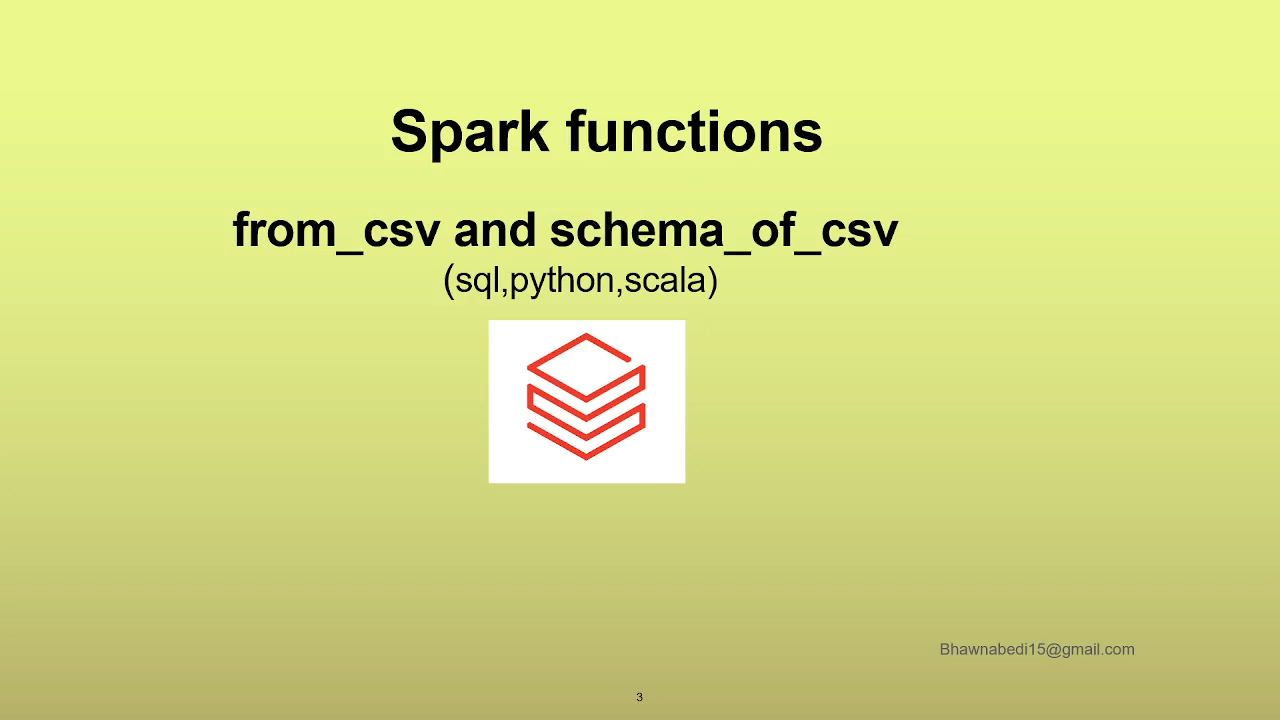 Spark functions
from_csv and schema_of_csv
(sql,python,scala)
Bhawnabedi15@gmail.com
3